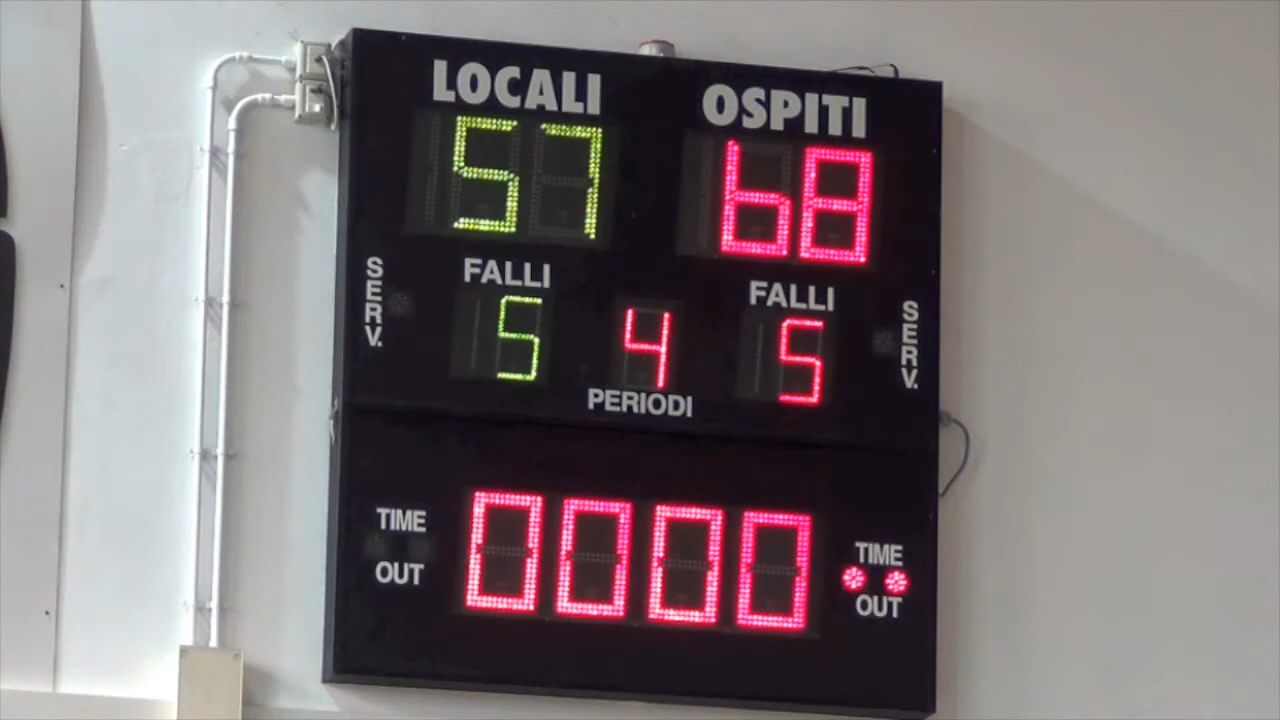 LOCALI OSPITI
57 68
FALLI FALLI
SERV. 5 4 5 SERV.
PERIODI
TIME 0000 TIME
OUT OUT